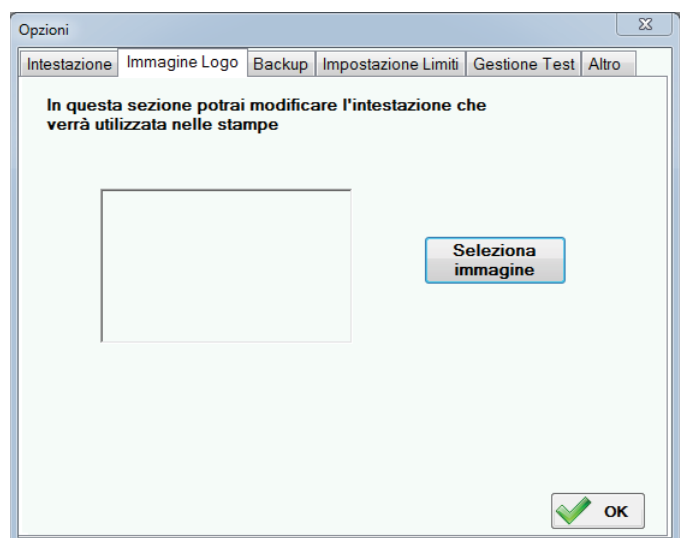 Opzioni
Intestazione Immagine Logo Backup Impostazione Limiti Gestione Test Altro
In questa sezione potrai modificare l'intestazione che
verrà utilizzata nelle stampe
Seleziona
immagine
OK